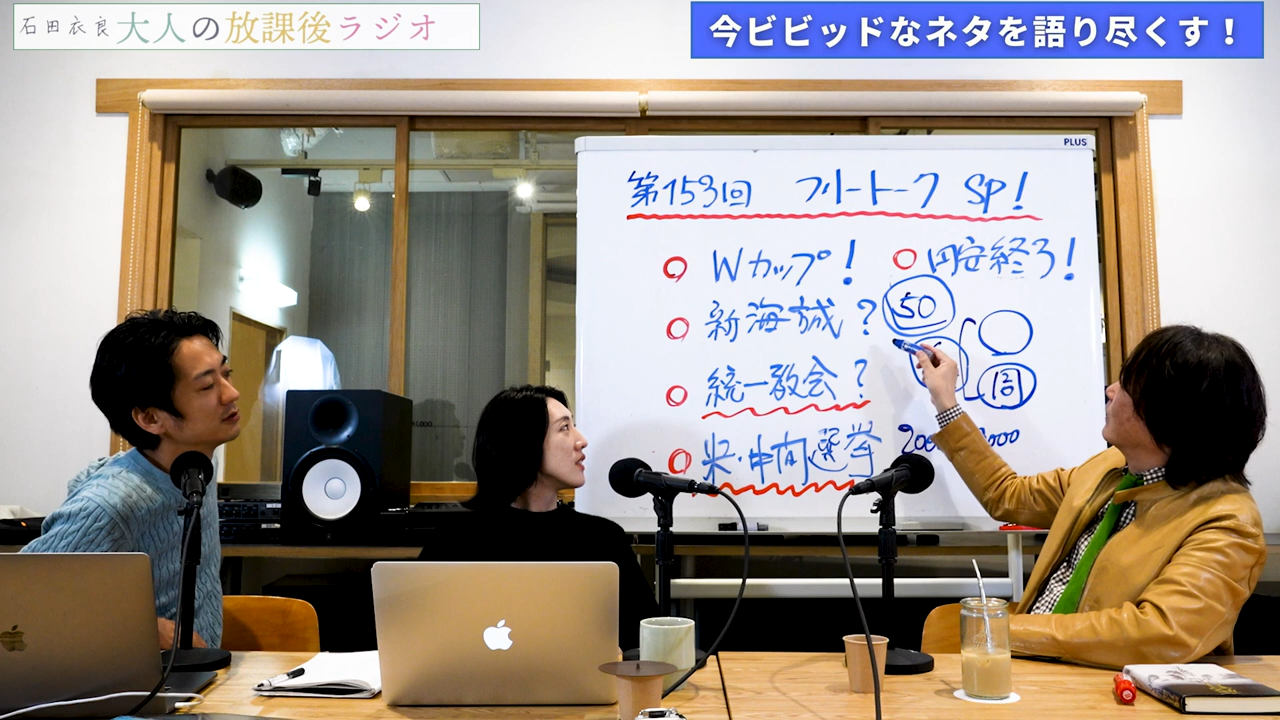 石田衣良大人の放課後ラジオ
今ビビッドなネタを語り尽くす！
PLUS
第153回 フリートーク SP!
Wカップ!
円安終了!
新海誠?
50
統一教会?
同
米・中間選挙